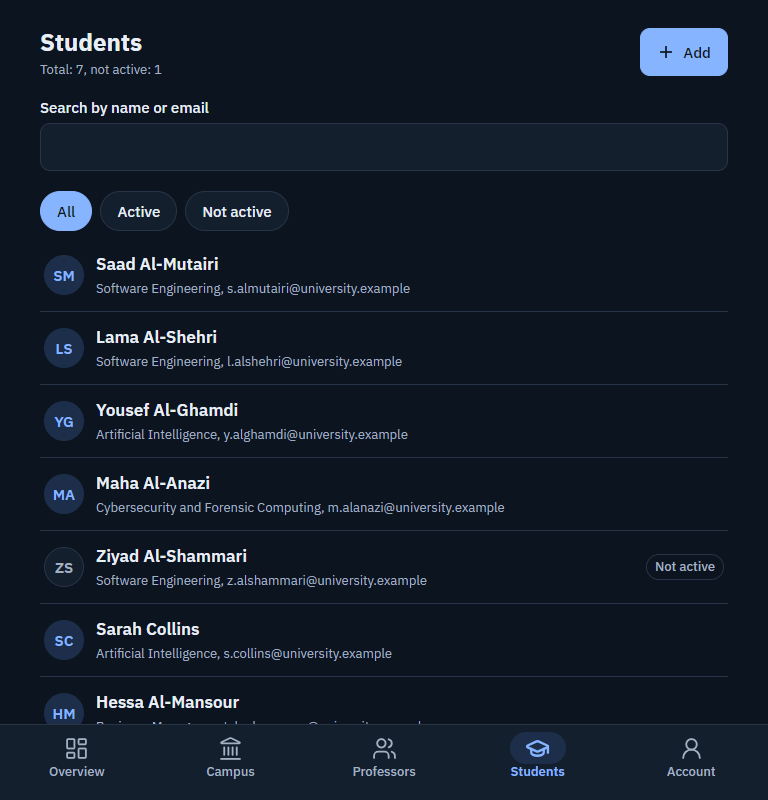 Students
Total: 7, not active: 1
Add
Search by name or email
All
Active
Not active
SM
Saad Al-Mutairi
Software Engineering, s.almutairi@university.example
LS
Lama Al-Shehri
Software Engineering, l.alshehri@university.example
YG
Yousef Al-Ghamdi
Artificial Intelligence, y.alghamdi@university.example
MA
Maha Al-Anazi
Cybersecurity and Forensic Computing, m.alanazi@university.example
ZS
Ziyad Al-Shammari
Software Engineering, z.alshammari@university.example
Not active
SC
Sarah Collins
Artificial Intelligence, s.collins@university.example
HM
Hessa Al-Mansour
Overview
Campus
Professors
Students
Account